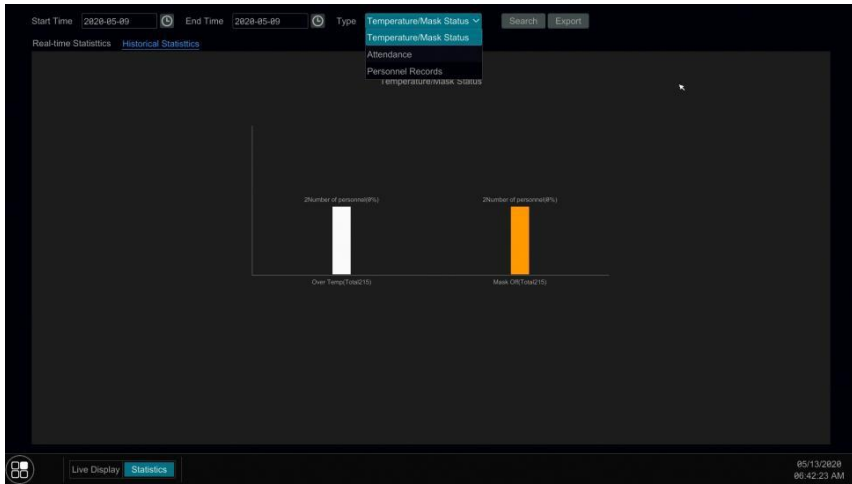 Start Time 2020-05-09 End Time 2020-05-09 Type Temperature/Mask Status Search Export
Temperature/Mask Status
Attendance
Personnel Records
Real-time Statisttics Historical Statisttics
Temperature/Mask Status
2Number of personnel(0%) 2Number of personnel(0%)
Over Temp(Total215) Mask Off(Total215)
Live Display Statistics
05/13/2020
06:42:23 AM